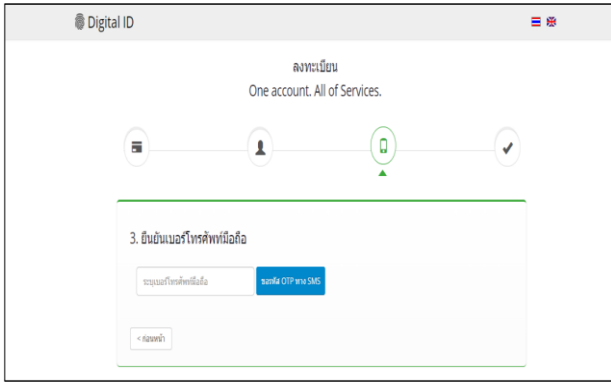 Digital ID
ลงทะเบียน
One account. All of Services.
3. ยืนยันเบอร์โทรศัพท์มือถือ
ระบุเบอร์โทรศัพท์มือถือ
ขอรหัส OTP ทาง SMS
< ก่อนหน้า